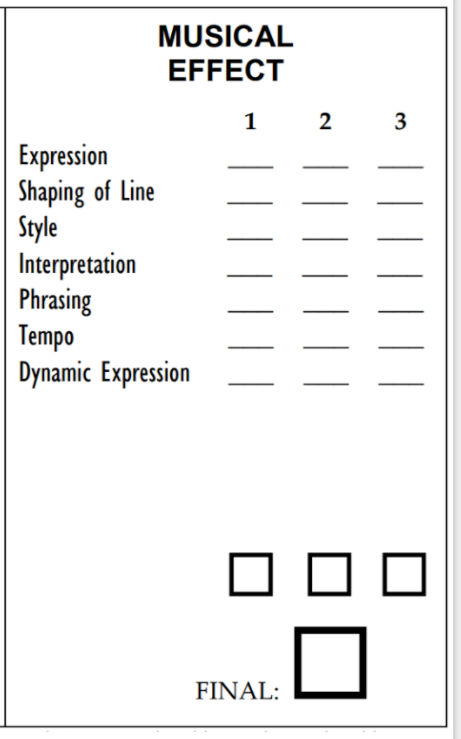 MUSICAL
EFFECT
1 2 3
Expression ___ ___ ___
Shaping of Line ___ ___ ___
Style ___ ___ ___
Interpretation ___ ___ ___
Phrasing ___ ___ ___
Tempo ___ ___ ___
Dynamic Expression ___ ___ ___
FINAL: